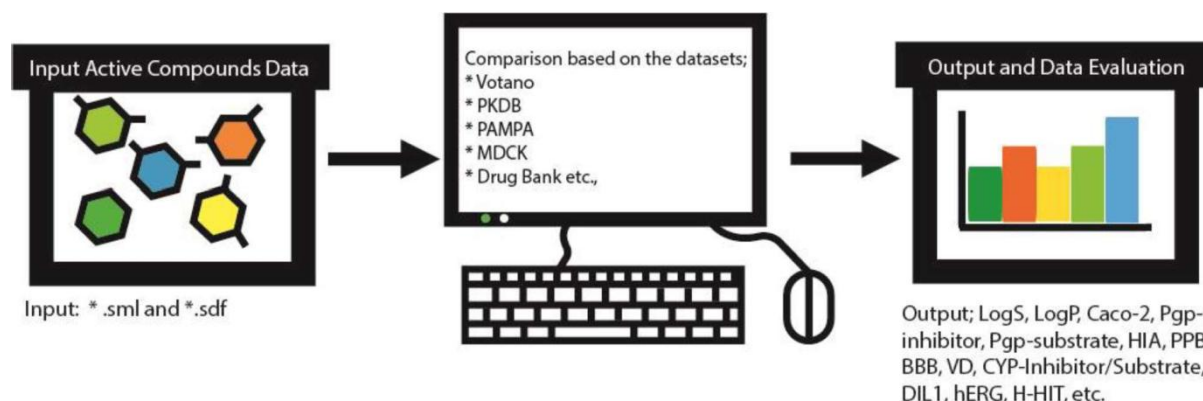 Input Active Compounds Data
Input: * .sml and *.sdf
Comparison based on the datasets;
* Votano
* PKDB
* PAMPA
* MDCK
* Drug Bank etc.,
Output and Data Evaluation
Output; LogS, LogP, Caco-2, Pgp-
inhibitor, Pgp-substrate, HIA, PPB
BBB, VD, CYP-Inhibitor/Substrate,
DIL1, hERG, H-HIT, etc.